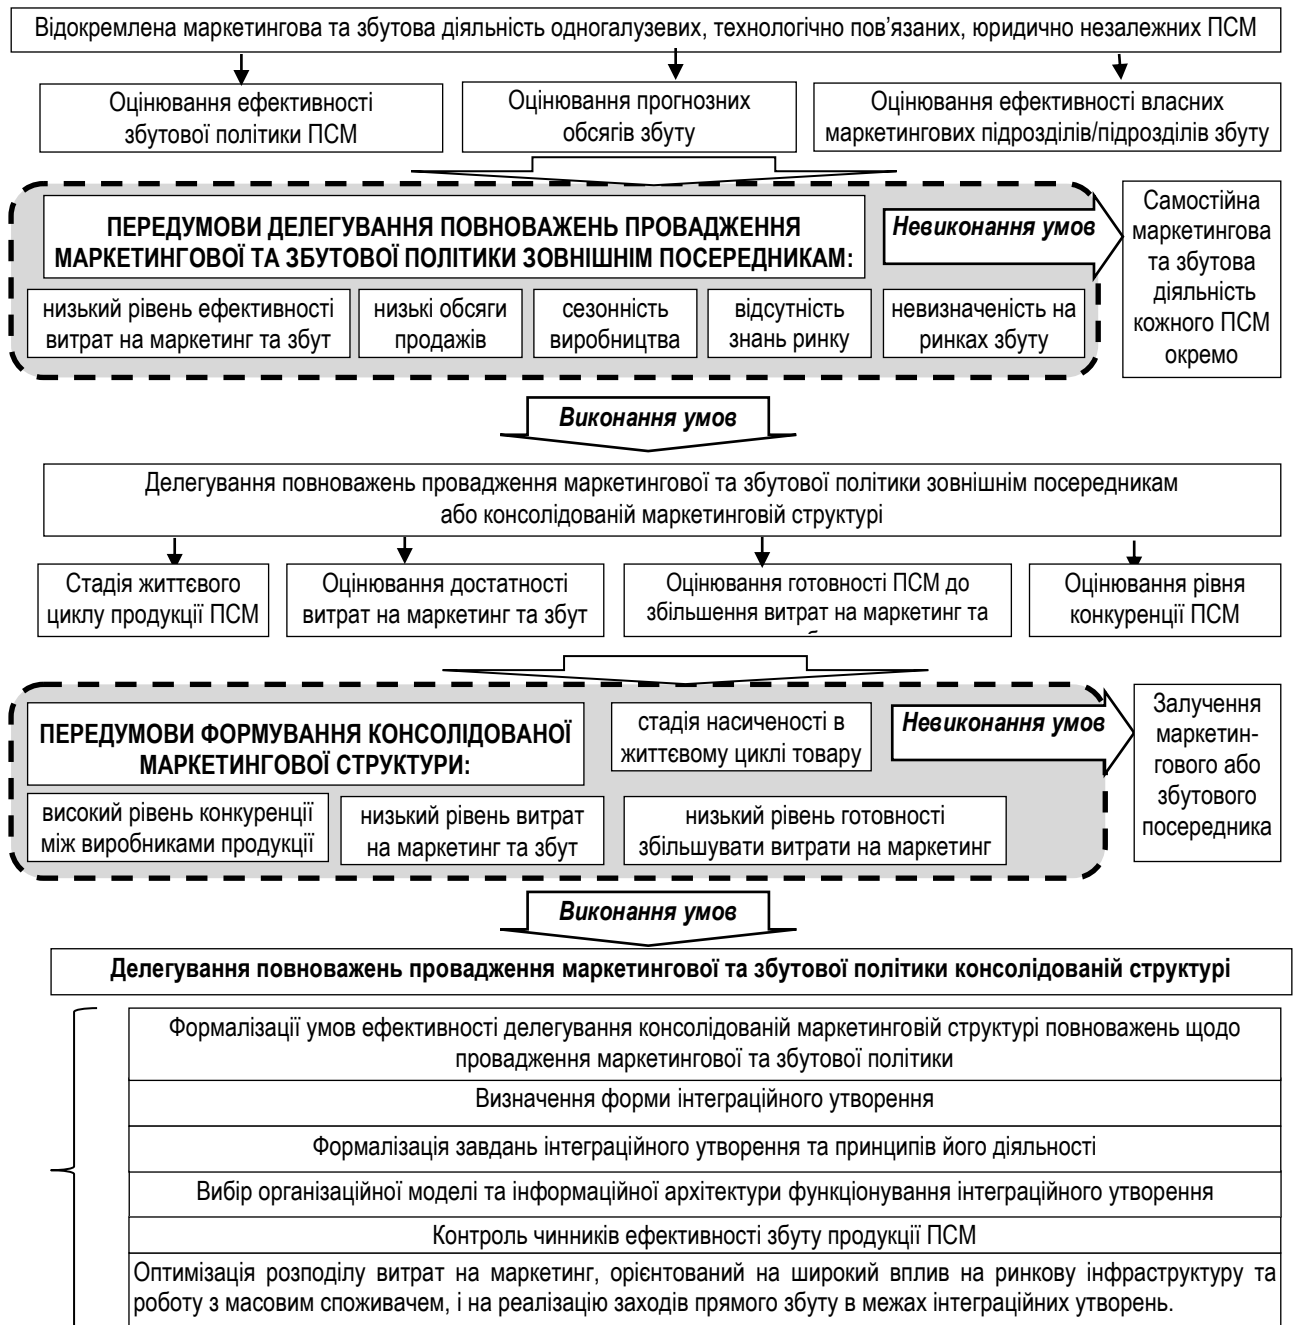 Відокремлена маркетингова та збутова діяльність одногалузевих, технологічно пов’язаних, юридично незалежних ПСМ
Оцінювання ефективності
збутової політики ПСМ
Оцінювання прогнозних
обсягів збуту
Оцінювання ефективності власних
маркетингових підрозділів/підрозділів збуту
ПЕРЕДУМОВИ ДЕЛЕГУВАННЯ ПОВНОВАЖЕНЬ ПРОВАДЖЕННЯ
МАРКЕТИНГОВОЇ ТА ЗБУТОВОЇ ПОЛІТИКИ ЗОВНІШНІМ ПОСЕРЕДНИКАМ:
Невиконання умов
Самостійна
маркетингова
та збутова
діяльність
кожного ПСМ
окремо
низький рівень ефективності
витрат на маркетинг та збут
низькі обсяги
продажів
сезонність
виробництва
відсутність
знань ринку
невизначеність на
ринках збуту
Виконання умов
Делегування повноважень провадження маркетингової та збутової політики зовнішнім посередникам
або консолідованій маркетинговій структурі
Стадія життєвого
циклу продукції ПСМ
Оцінювання достатності
витрат на маркетинг та збут
Оцінювання готовності ПСМ до
збільшення витрат на маркетинг та
Оцінювання рівня
конкуренції ПСМ
ПЕРЕДУМОВИ ФОРМУВАННЯ КОНСОЛІДОВАНОЇ
МАРКЕТИНГОВОЇ СТРУКТУРИ:
стадія насиченості в
життєвому циклі товару
Невиконання умов
Залучення
маркетин-
гового або
збутового
посередника
високий рівень конкуренції
між виробниками продукції
низький рівень витрат
на маркетинг та збут
низький рівень готовності
збільшувати витрати на маркетинг
Виконання умов
Делегування повноважень провадження маркетингової та збутової політики консолідованій структурі
Формалізації умов ефективності делегування консолідованій маркетинговій структурі повноважень щодо
провадження маркетингової та збутової політики
Визначення форми інтеграційного утворення
Формалізація завдань інтеграційного утворення та принципів його діяльності
Вибір організаційної моделі та інформаційної архітектури функціонування інтеграційного утворення
Контроль чинників ефективності збуту продукції ПСМ
Оптимізація розподілу витрат на маркетинг, орієнтований на широкий вплив на ринкову інфраструктуру та
роботу з масовим споживачем, і на реалізацію заходів прямого збуту в межах інтеграційних утворень.